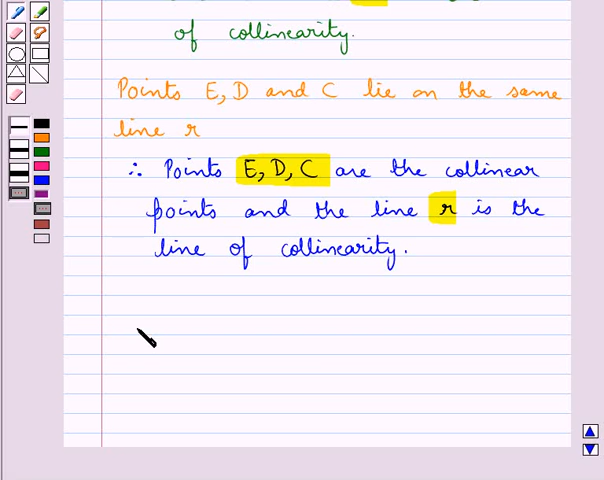 of collinearity.
Points E, D and C lie on the same
line r
∴ Points E, D, C are the collinear
points and the line r is the
line of collinearity.